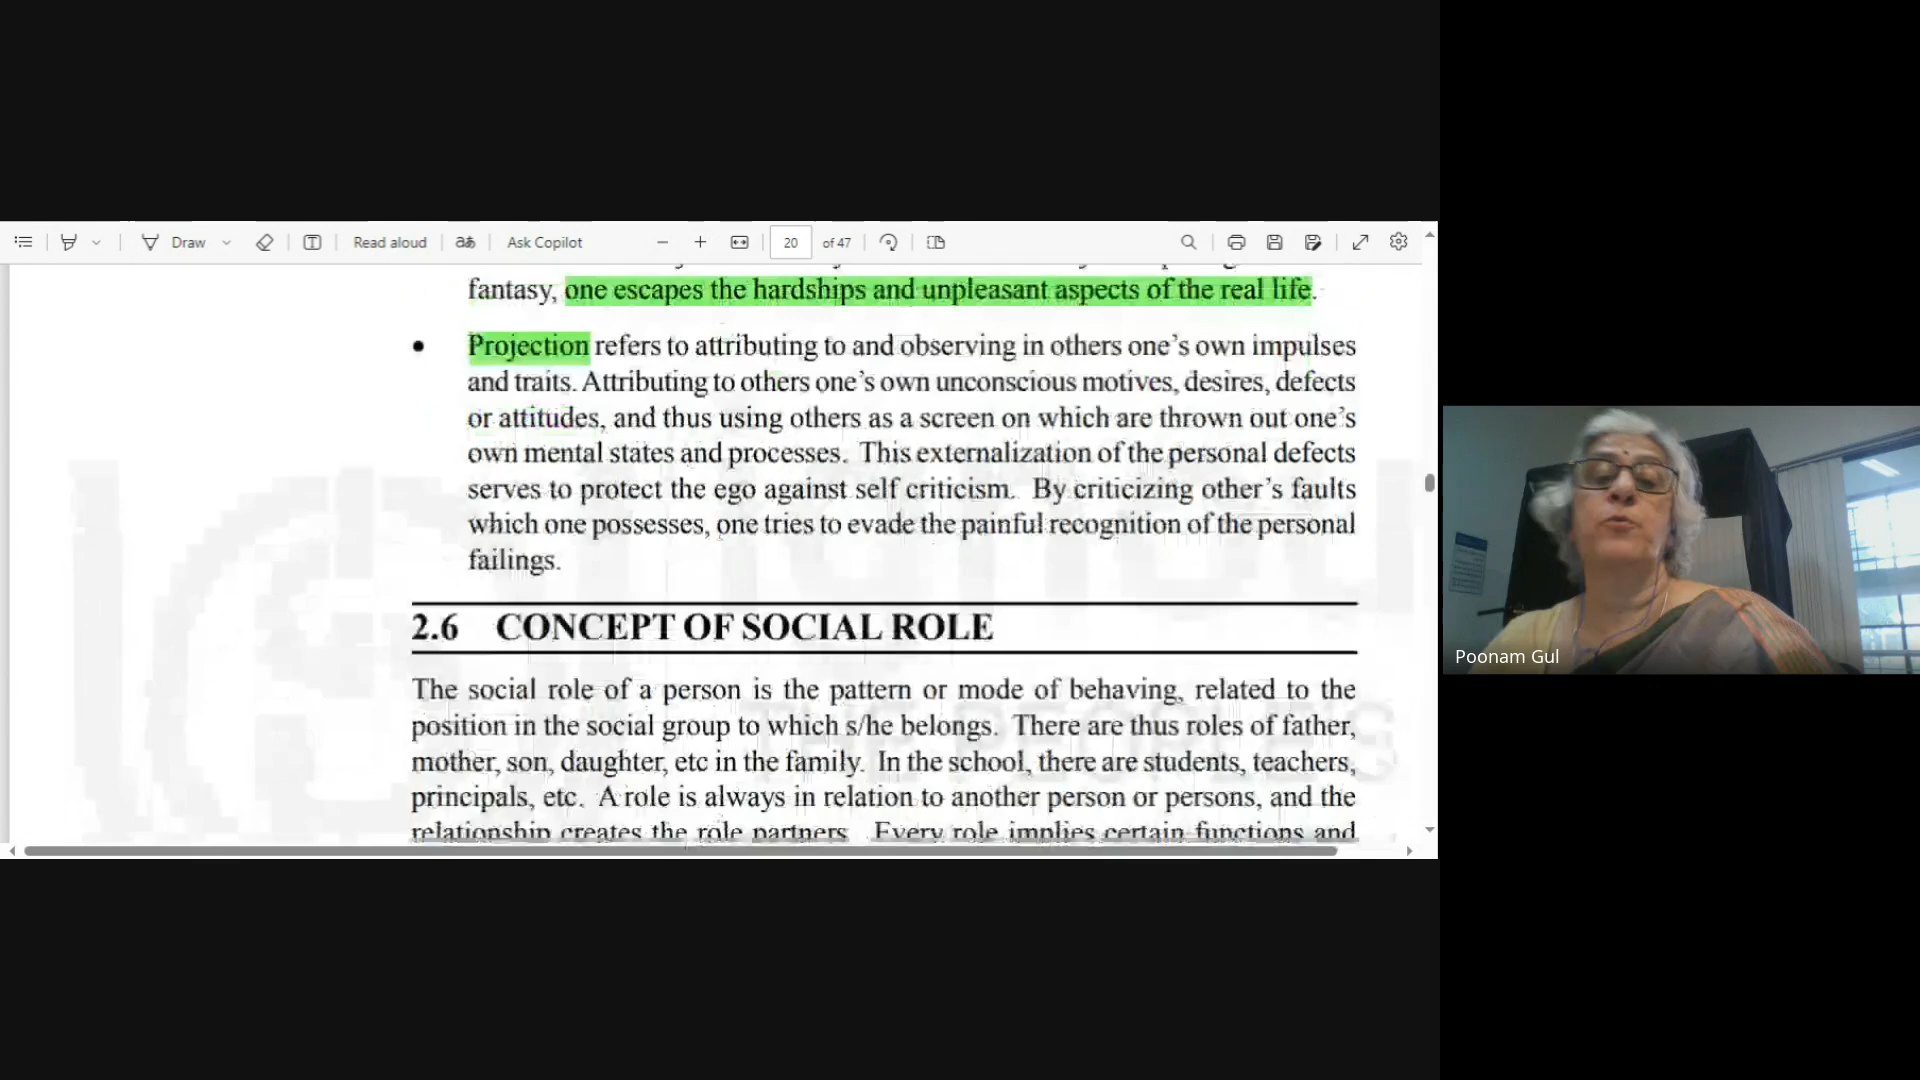 Draw
Read aloud
Ask Copilot
20 of 47
fantasy, one escapes the hardships and unpleasant aspects of the real life.
• Projection refers to attributing to and observing in others one's own impulses
and traits. Attributing to others one's own unconscious motives, desires, defects
or attitudes, and thus using others as a screen on which are thrown out one's
own mental states and processes. This externalization of the personal defects
serves to protect the ego against self criticism. By criticizing other's faults
which one possesses, one tries to evade the painful recognition of the personal
failings.
2.6 CONCEPT OF SOCIAL ROLE
The social role of a person is the pattern or mode of behaving, related to the
position in the social group to which s/he belongs. There are thus roles of father,
mother, son, daughter, etc in the family. In the school, there are students, teachers,
principals, etc. A role is always in relation to another person or persons, and the
relationship creates the role partners. Every role implies certain functions and
THE PEOPLE'S
Poonam Gul